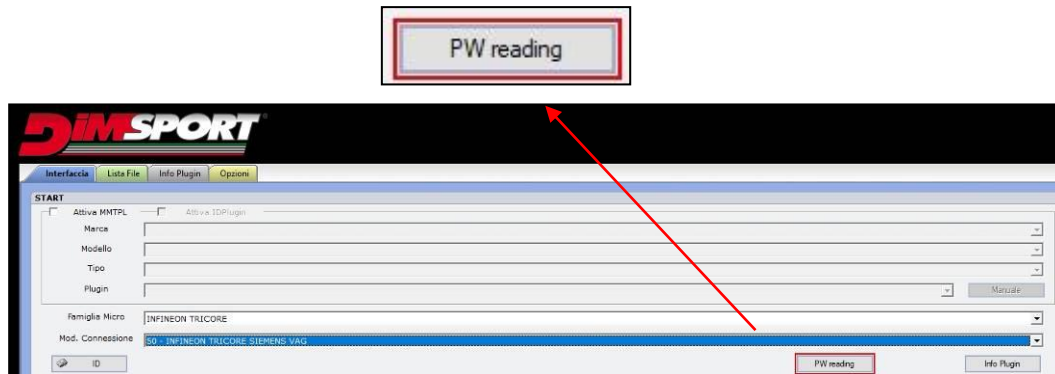 PW reading
DiMSPORT
Interfaccia Lista File Info Plugin Opzioni
START
Attiva MMTPL Attiva IDPlugin
Marca
Modello
Tipo
Plugin Manuale
Famiglia Micro INFINEON TRICORE
Mod. Connessione 50 - INFINEON TRICORE SIEMENS VAG
ID PW reading Info Plugin